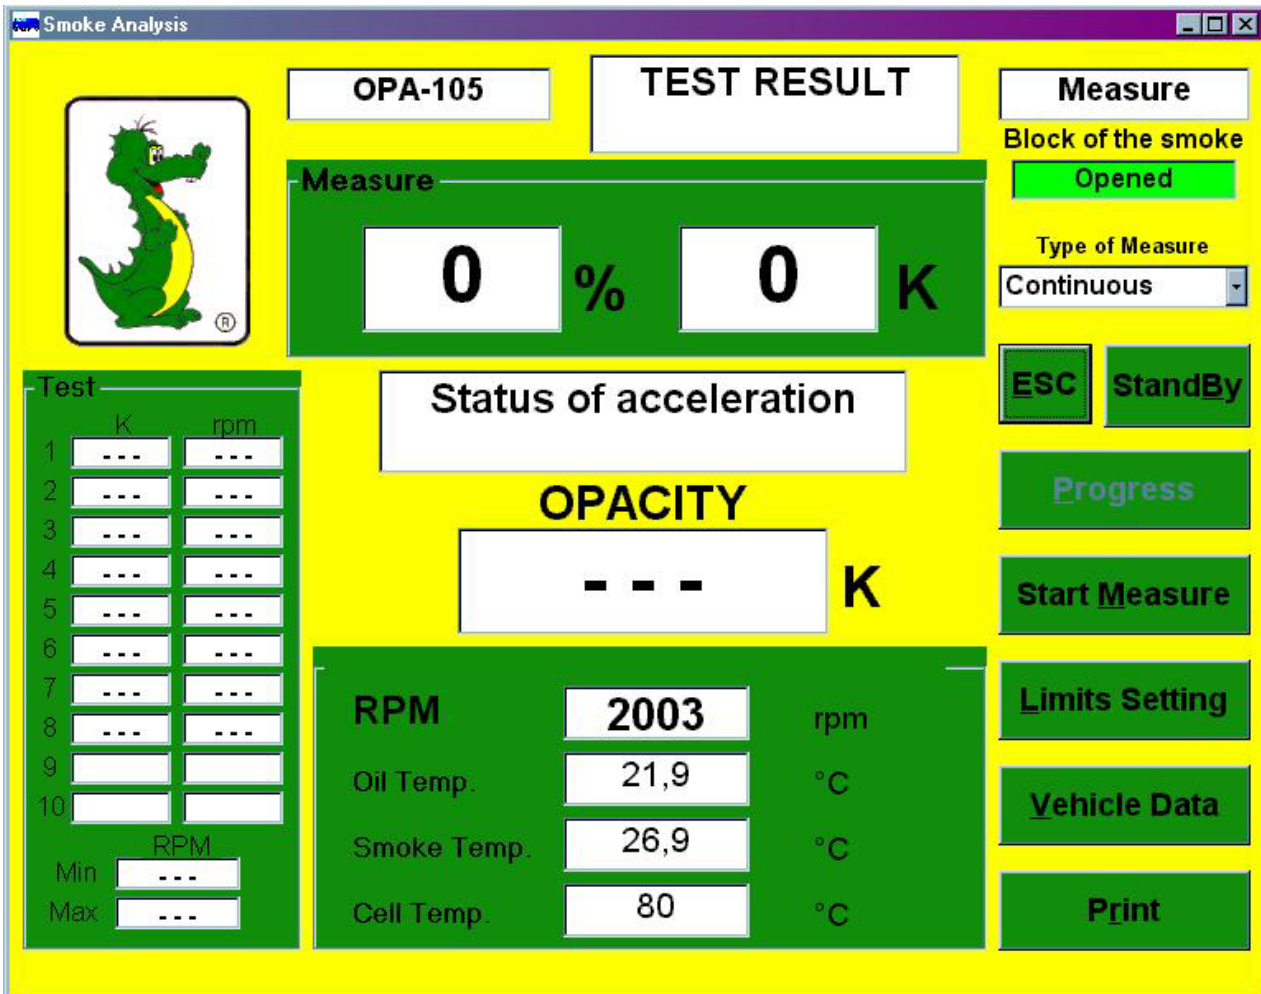 Smoke Analysis
OPA-105
TEST RESULT
Measure
Block of the smoke
Opened
Measure
0 % 0 K
Type of Measure
Continuous
®
Test
K rpm
1 - - - - - -
2 - - - - - -
3 - - - - - -
4 - - - - - -
5 - - - - - -
6 - - - - - -
7 - - - - - -
8 - - - - - -
9
10
RPM
Min - - -
Max - - -
Status of acceleration
OPACITY
- - - K
RPM 2003 rpm
Oil Temp. 21,9 °C
Smoke Temp. 26,9 °C
Cell Temp. 80 °C
ESC StandBy
Progress
Start Measure
Limits Setting
Vehicle Data
Print